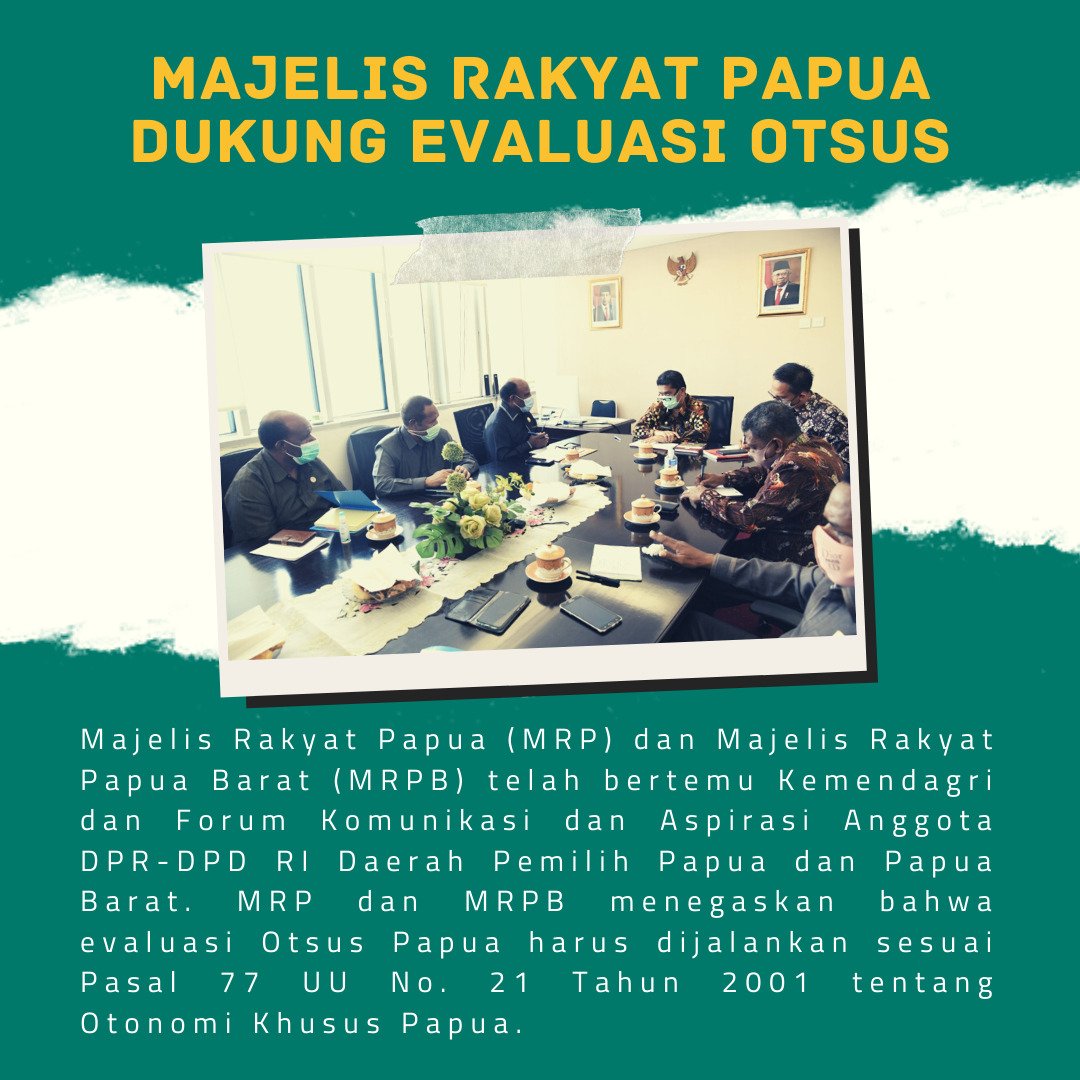 MAJELIS RAKYAT PAPUA
DUKUNG EVALUASI OTSUS
Majelis Rakyat Papua (MRP) dan Majelis Rakyat
Papua Barat (MRPB) telah bertemu Kemendagri
dan Forum Komunikasi dan Aspirasi Anggota
DPR-DPD RI Daerah Pemilih Papua dan Papua
Barat. MRP dan MRPB menegaskan bahwa
evaluasi Otsus Papua harus dijalankan sesuai
Pasal 77 UU No. 21 Tahun 2001 tentang
Otonomi Khusus Papua.